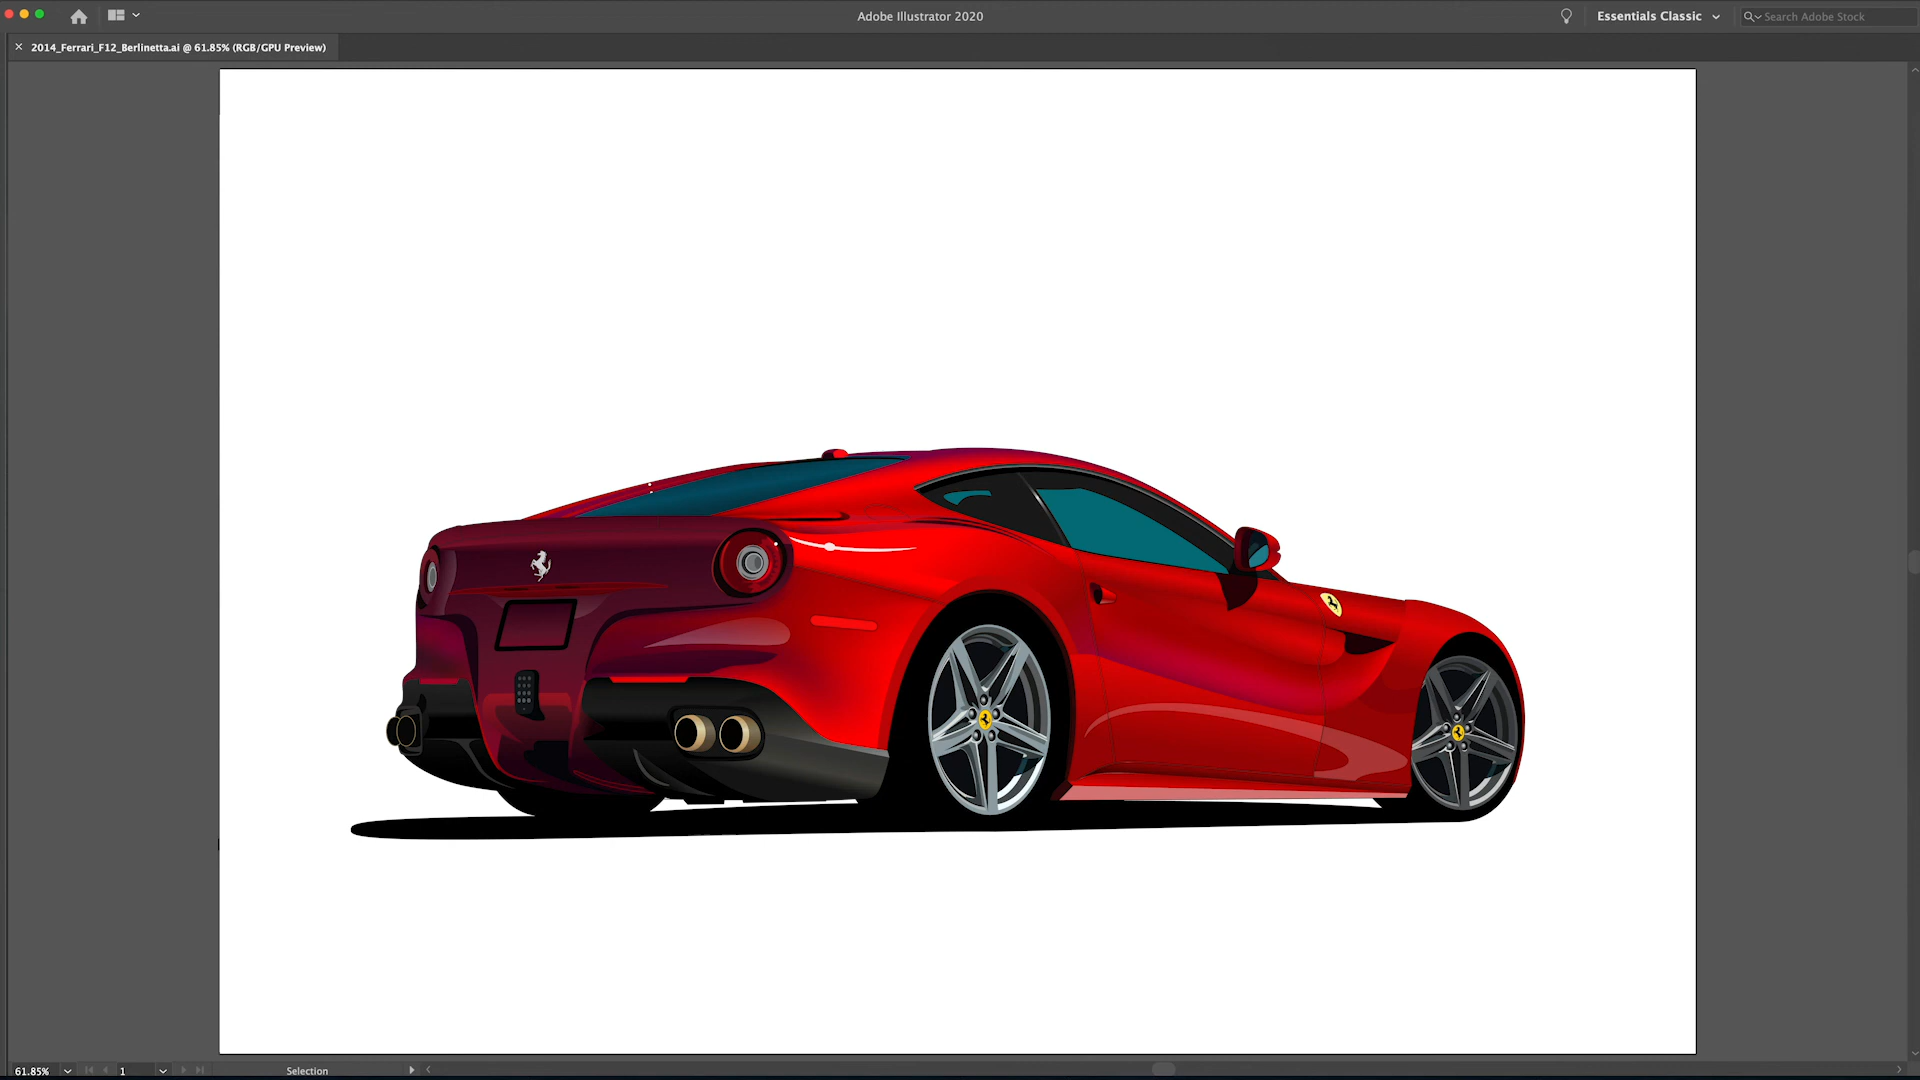 Adobe Illustrator 2020
Essentials Classic
Search Adobe Stock
2014_Ferrari_F12_Berlinetta.ai @ 61.85% (RGB/GPU Preview)
61.85%
1
Selection